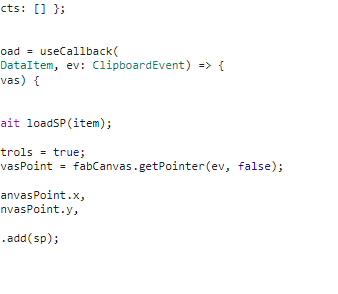 cts: [] };
oad = useCallback(
DataItem, ev: ClipboardEvent) => {
vas) {
ait loadSP(item);
trols = true;
vasPoint = fabCanvas.getPointer(ev, false);
anvasPoint.x,
nvasPoint.y,
.add(sp);